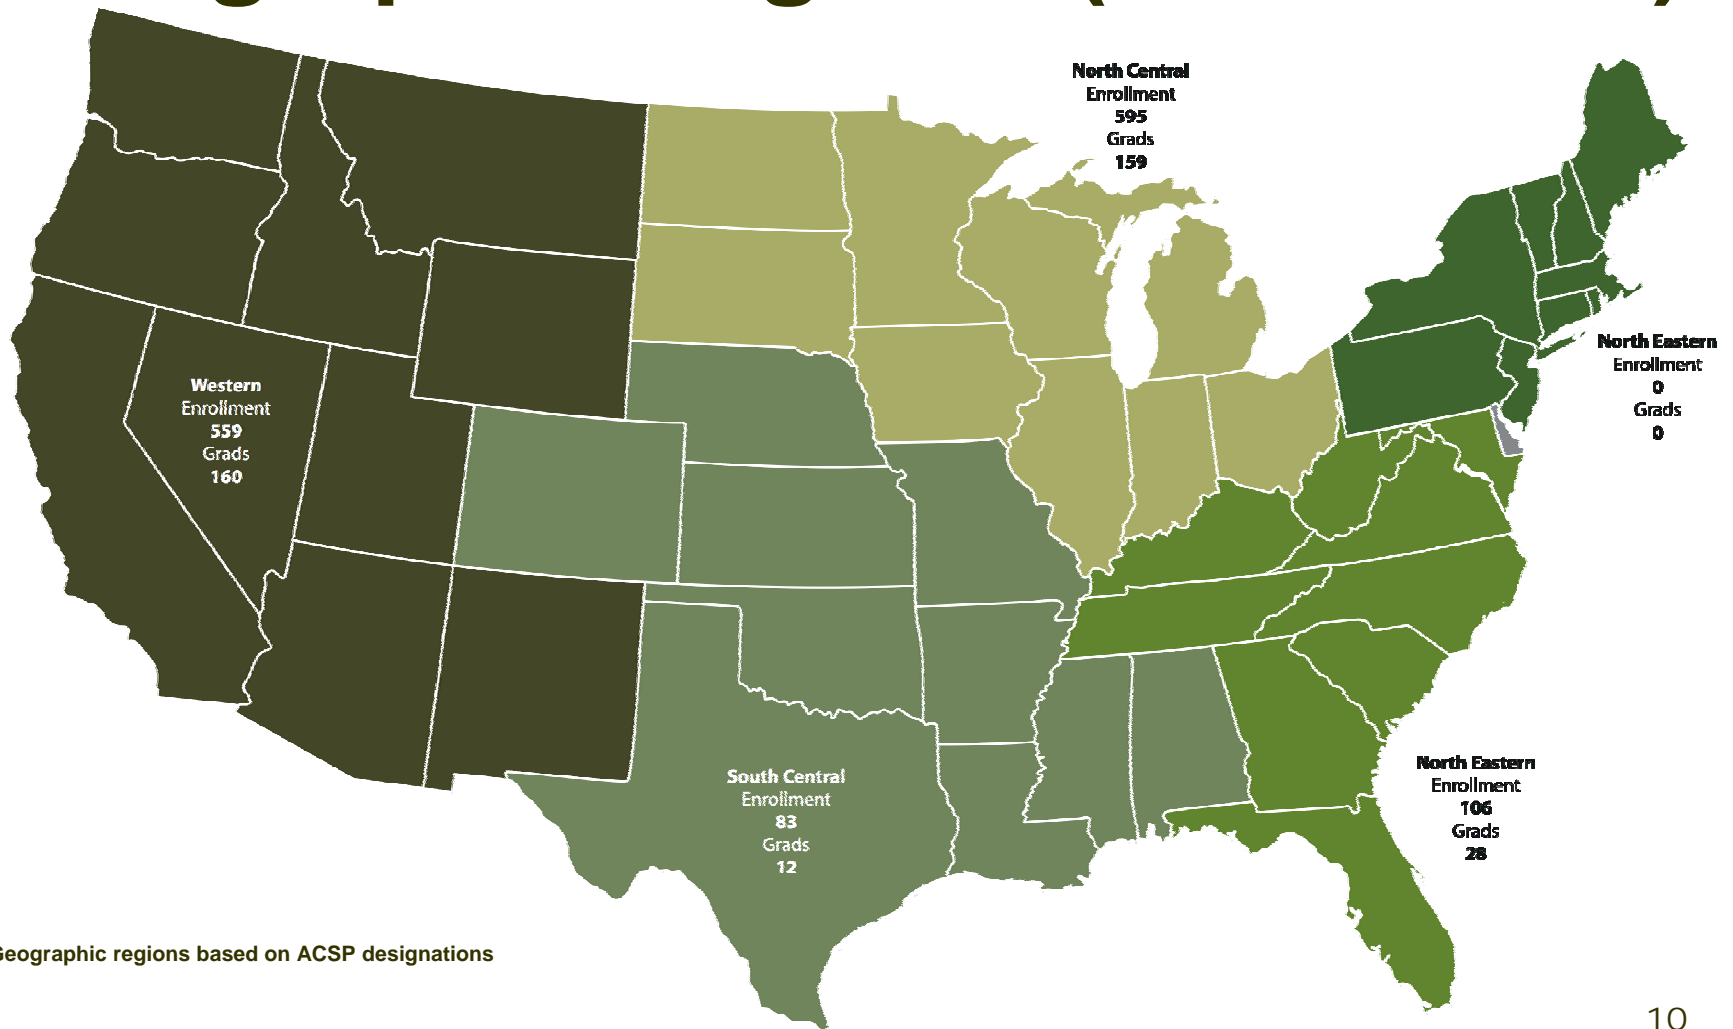 North Central
Enrollment
595
Grads
159
North Eastern
Enrollment
0
Grads
0
Western
Enrollment
559
Grads
160
South Central
Enrollment
83
Grads
12
North Eastern
Enrollment
106
Grads
28
Geographic regions based on ACSP designations
10